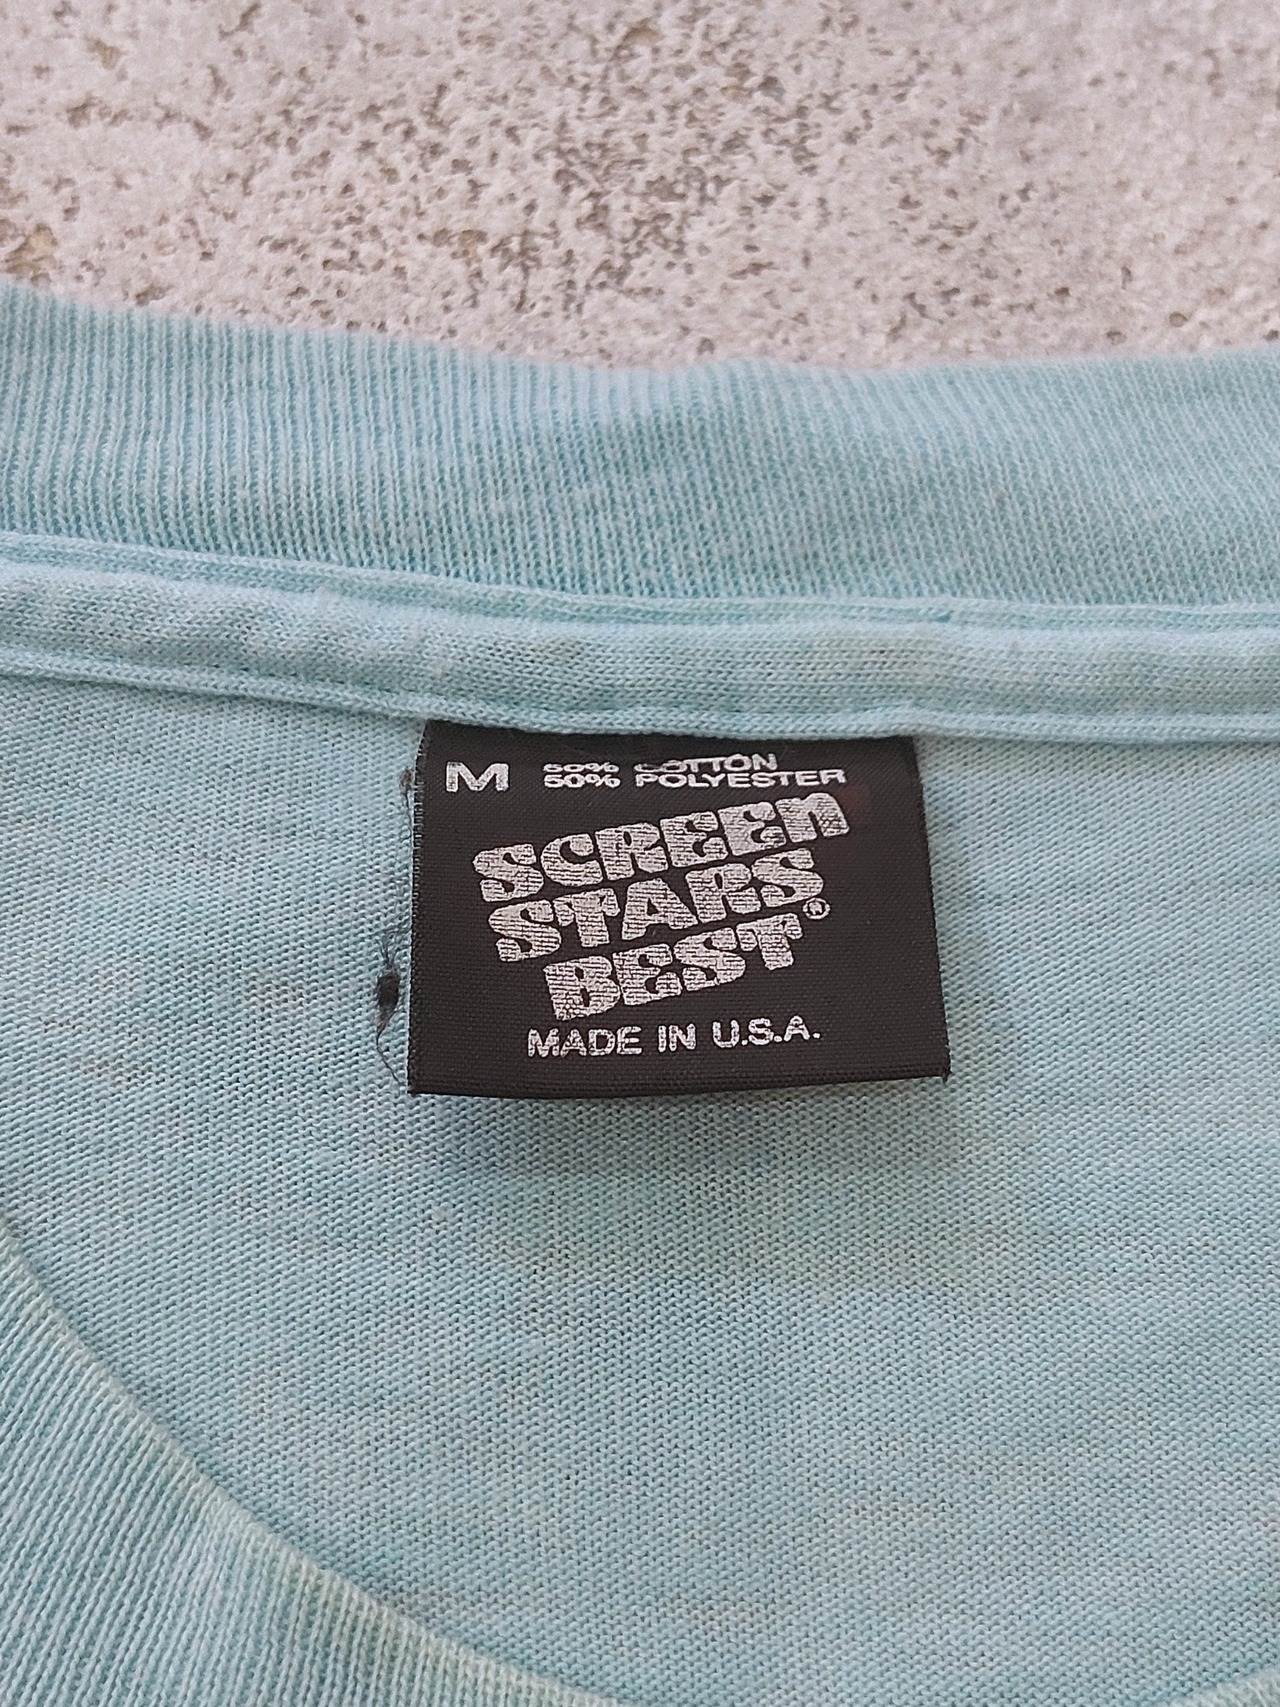 M 50% COTTON
50% POLYESTER
SCREEN
STARS
BEST®
MADE IN U.S.A.